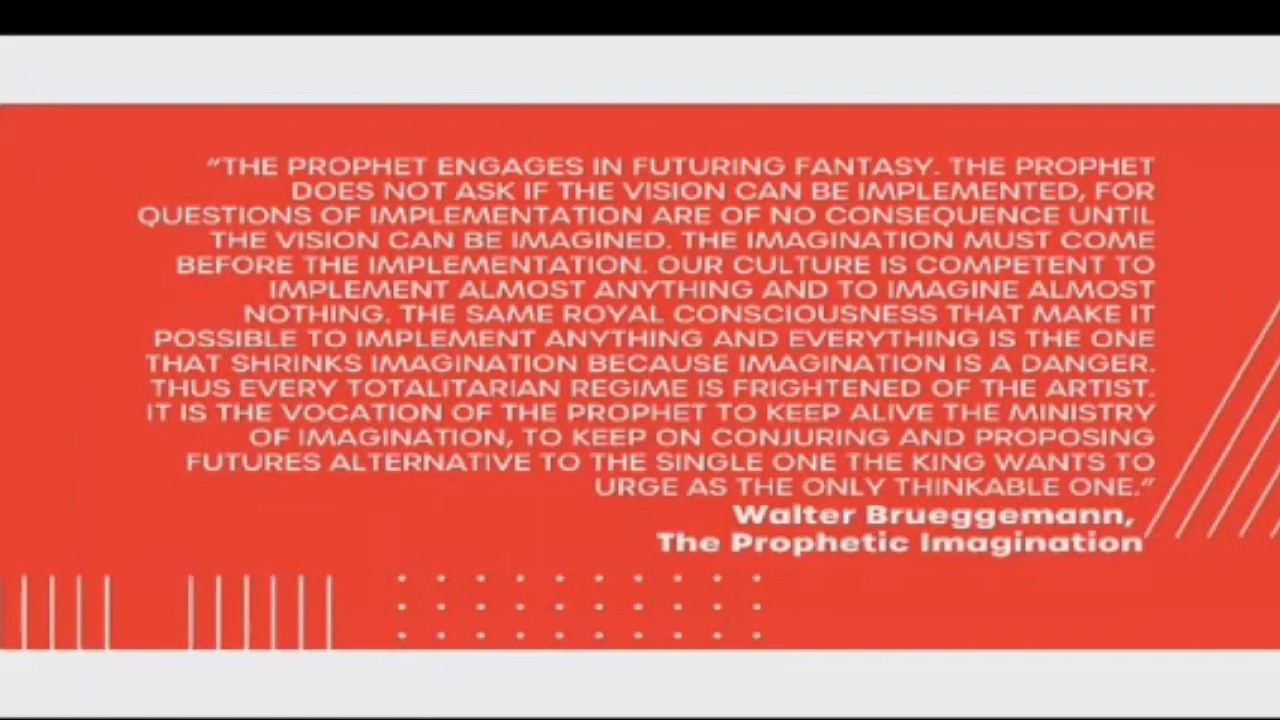 “THE PROPHET ENGAGES IN FUTURING FANTASY. THE PROPHET
DOES NOT ASK IF THE VISION CAN BE IMPLEMENTED, FOR
QUESTIONS OF IMPLEMENTATION ARE OF NO CONSEQUENCE UNTIL
THE VISION CAN BE IMAGINED. THE IMAGINATION MUST COME
BEFORE THE IMPLEMENTATION. OUR CULTURE IS COMPETENT TO
IMPLEMENT ALMOST ANYTHING AND TO IMAGINE ALMOST
NOTHING. THE SAME ROYAL CONSCIOUSNESS THAT MAKE IT
POSSIBLE TO IMPLEMENT ANYTHING AND EVERYTHING IS THE ONE
THAT SHRINKS IMAGINATION BECAUSE IMAGINATION IS A DANGER.
THUS EVERY TOTALITARIAN REGIME IS FRIGHTENED OF THE ARTIST.
IT IS THE VOCATION OF THE PROPHET TO KEEP ALIVE THE MINISTRY
OF IMAGINATION, TO KEEP ON CONJURING AND PROPOSING
FUTURES ALTERNATIVE TO THE SINGLE ONE THE KING WANTS TO
URGE AS THE ONLY THINKABLE ONE.”
Walter Brueggemann,
The Prophetic Imagination